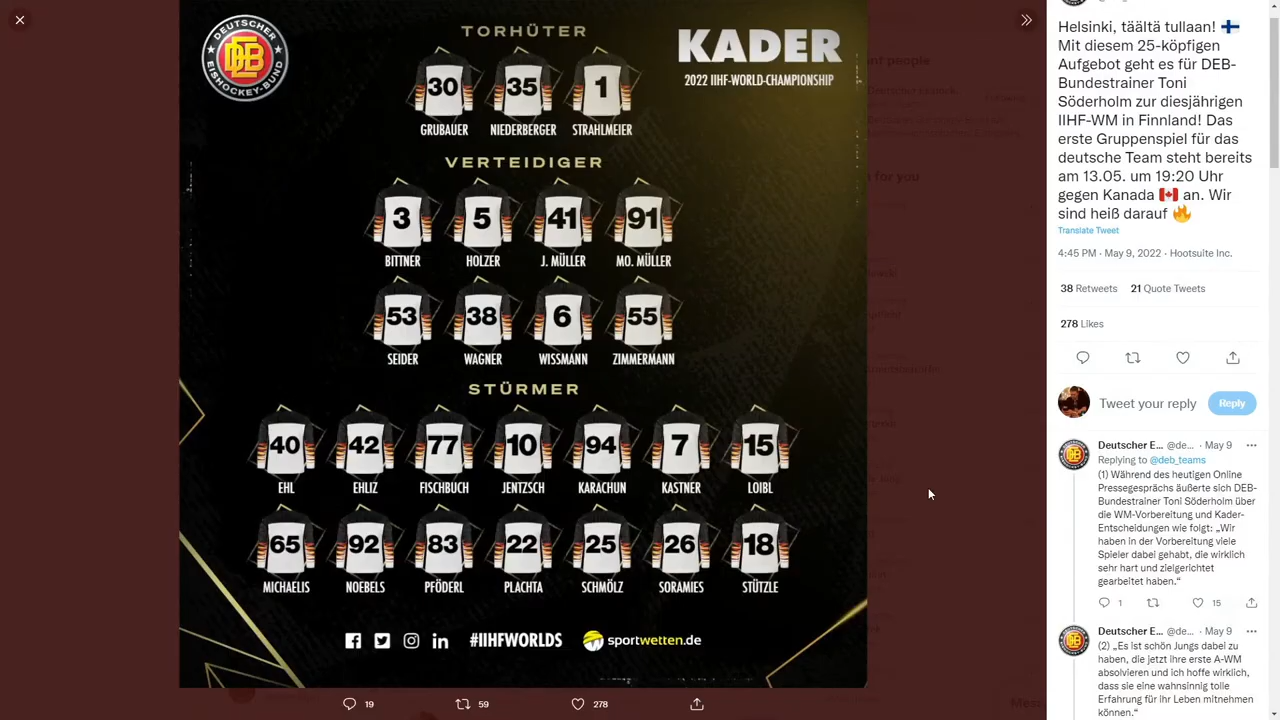 DEUTSCHER
DEB
EISHOCKEY-BUND
TORHÜTER
KADER
2022 IIHF-WORLD-CHAMPIONSHIP
30 35 1
GRUBAUER NIEDERBERGER STRAHLMEIER
VERTEIDIGER
3 5 41 91
BITTNER HOLZER J. MÜLLER MO. MÜLLER
53 38 6 55
SEIDER WAGNER WISSMANN ZIMMERMANN
STÜRMER
40 42 77 10 94 7 15
EHL EHLIZ FISCHBUCH JENTZSCH KARACHUN KASTNER LOIBL
65 92 83 22 25 26 18
MICHAELIS NOEBELS PFÖDERL PLACHTA SCHMÖLZ SORAMIES STÜTZLE
#IIHFWORLDS sportwetten.de
19 59 278
Helsinki, täältä tullaan! 🇫🇮
Mit diesem 25-köpfigen
Aufgebot geht es für DEB-
Bundestrainer Toni
Söderholm zur diesjährigen
IIHF-WM in Finnland! Das
erste Gruppenspiel für das
deutsche Team steht bereits
am 13.05. um 19:20 Uhr
gegen Kanada 🇨🇦 an. Wir
sind heiß darauf 🔥
Translate Tweet
4:45 PM · May 9, 2022 · Hootsuite Inc.
38 Retweets 21 Quote Tweets
278 Likes
Tweet your reply Reply
Deutscher E... @de... · May 9
Replying to @deb_teams
(1) Während des heutigen Online
Pressegesprächs äußerte sich DEB-
Bundestrainer Toni Söderholm über
die WM-Vorbereitung und Kader-
Entscheidungen wie folgt: „Wir
haben in der Vorbereitung viele
Spieler dabei gehabt, die wirklich
sehr hart und zielgerichtet
gearbeitet haben.“
1 15
Deutscher E... @de... · May 9
(2) „Es ist schön Jungs dabei zu
haben, die jetzt ihre erste A-WM
absolvieren und ich hoffe wirklich,
dass sie eine wahnsinnig tolle
Erfahrung für ihr Leben mitnehmen
können.“